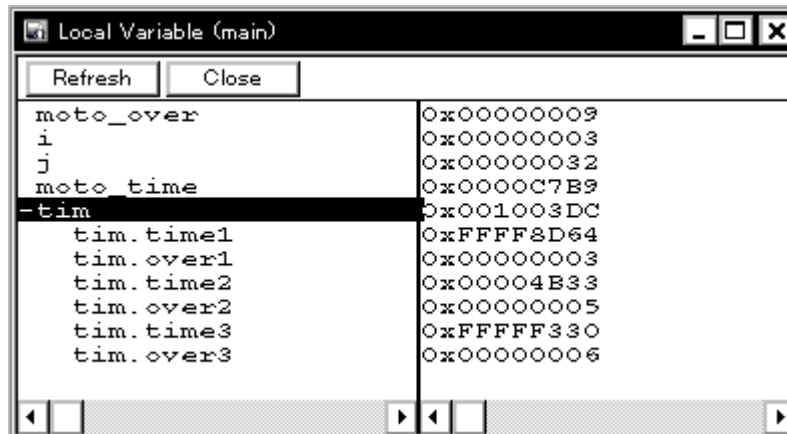 Local Variable (main)
Refresh Close
moto_over 0x00000009
i 0x00000003
j 0x00000032
moto_time 0x0000C7B9
-tim 0x001003DC
tim.time1 0xFFFF8D64
tim.over1 0x00000003
tim.time2 0x00004B33
tim.over2 0x00000005
tim.time3 0xFFFFF330
tim.over3 0x00000006